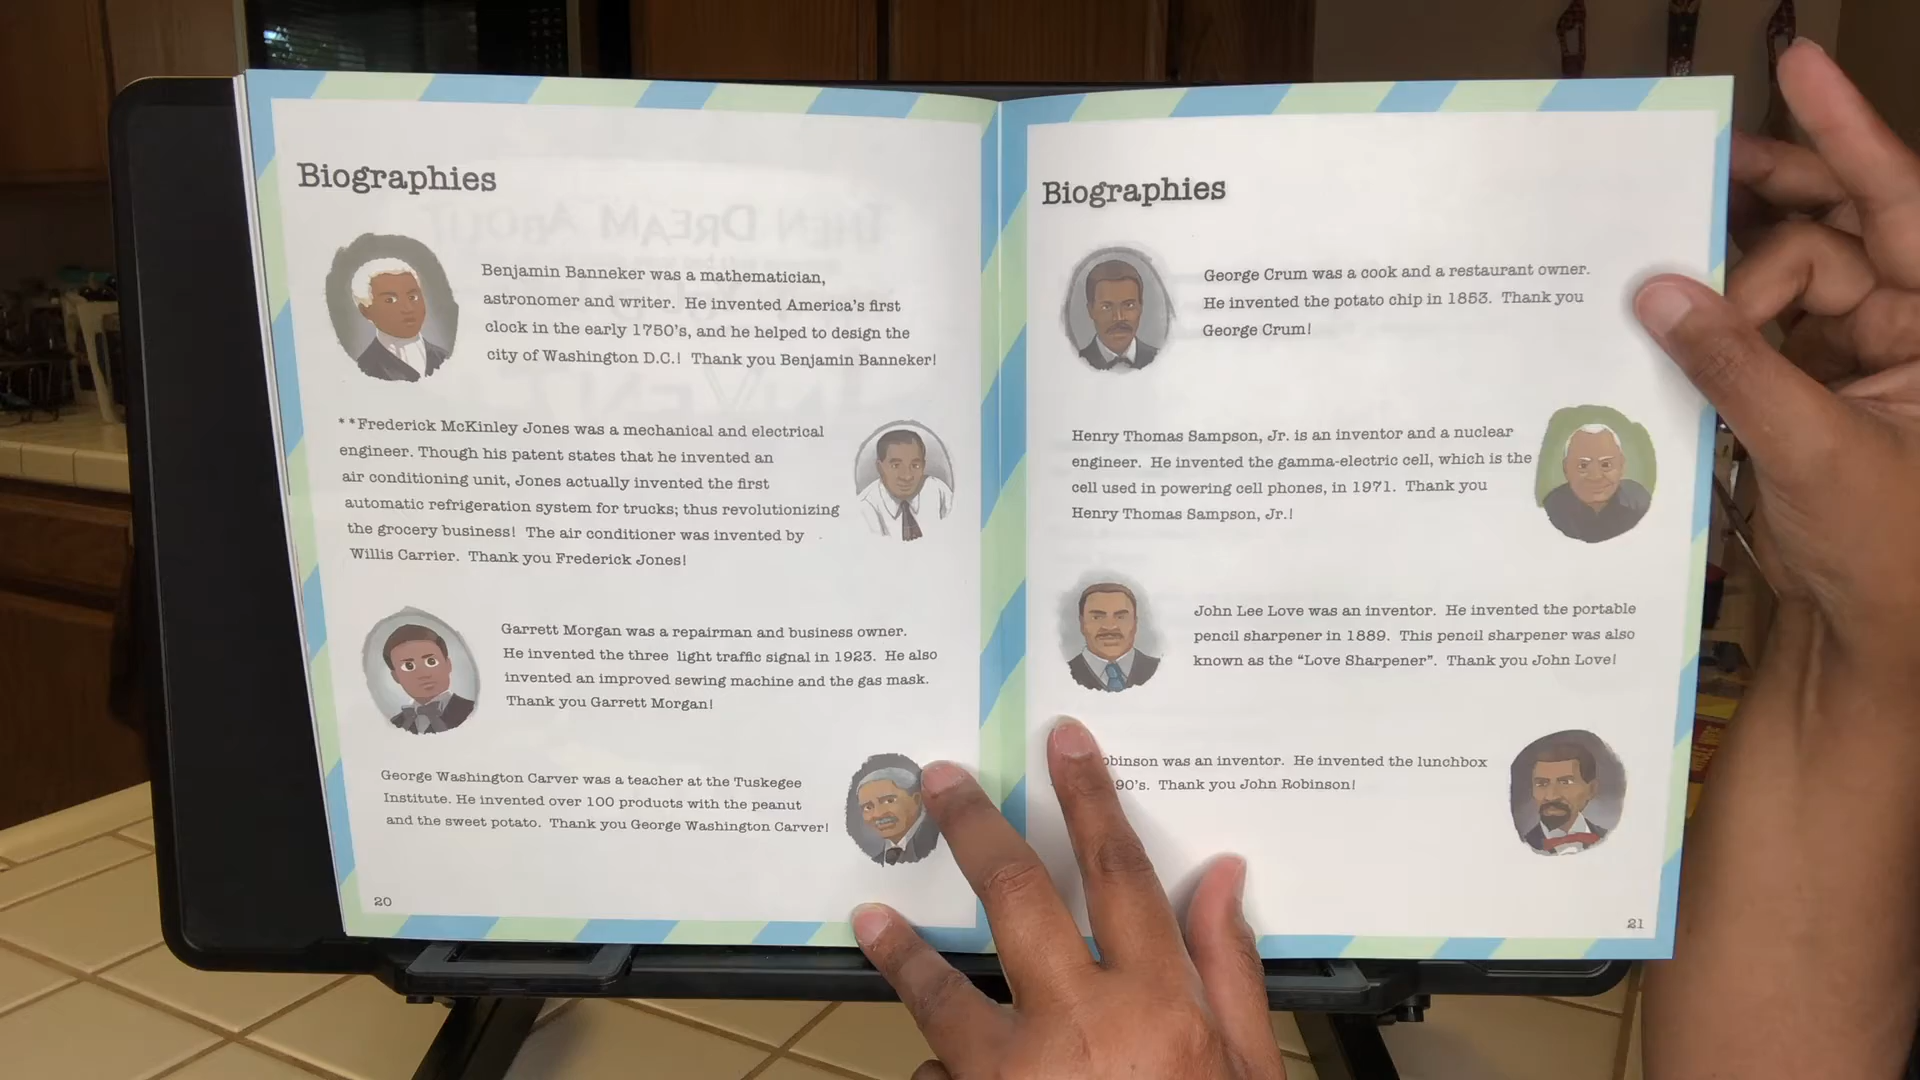 Biographies
Benjamin Banneker was a mathematician,
astronomer and writer. He invented America's first
clock in the early 1750's, and he helped to design the
city of Washington D.C.! Thank you Benjamin Banneker!
**Frederick McKinley Jones was a mechanical and electrical
engineer. Though his patent states that he invented an
air conditioning unit, Jones actually invented the first
automatic refrigeration system for trucks; thus revolutionizing
the grocery business! The air conditioner was invented by
Willis Carrier. Thank you Frederick Jones!
Garrett Morgan was a repairman and business owner.
He invented the three light traffic signal in 1923. He also
invented an improved sewing machine and the gas mask.
Thank you Garrett Morgan!
George Washington Carver was a teacher at the Tuskegee
Institute. He invented over 100 products with the peanut
and the sweet potato. Thank you George Washington Carver!
20
Biographies
George Crum was a cook and a restaurant owner.
He invented the potato chip in 1853. Thank you
George Crum!
Henry Thomas Sampson, Jr. is an inventor and a nuclear
engineer. He invented the gamma-electric cell, which is the
cell used in powering cell phones, in 1971. Thank you
Henry Thomas Sampson, Jr.!
John Lee Love was an inventor. He invented the portable
pencil sharpener in 1889. This pencil sharpener was also
known as the "Love Sharpener". Thank you John Love!
was an inventor. He invented the lunchbox
Thank you John Robinson!
21